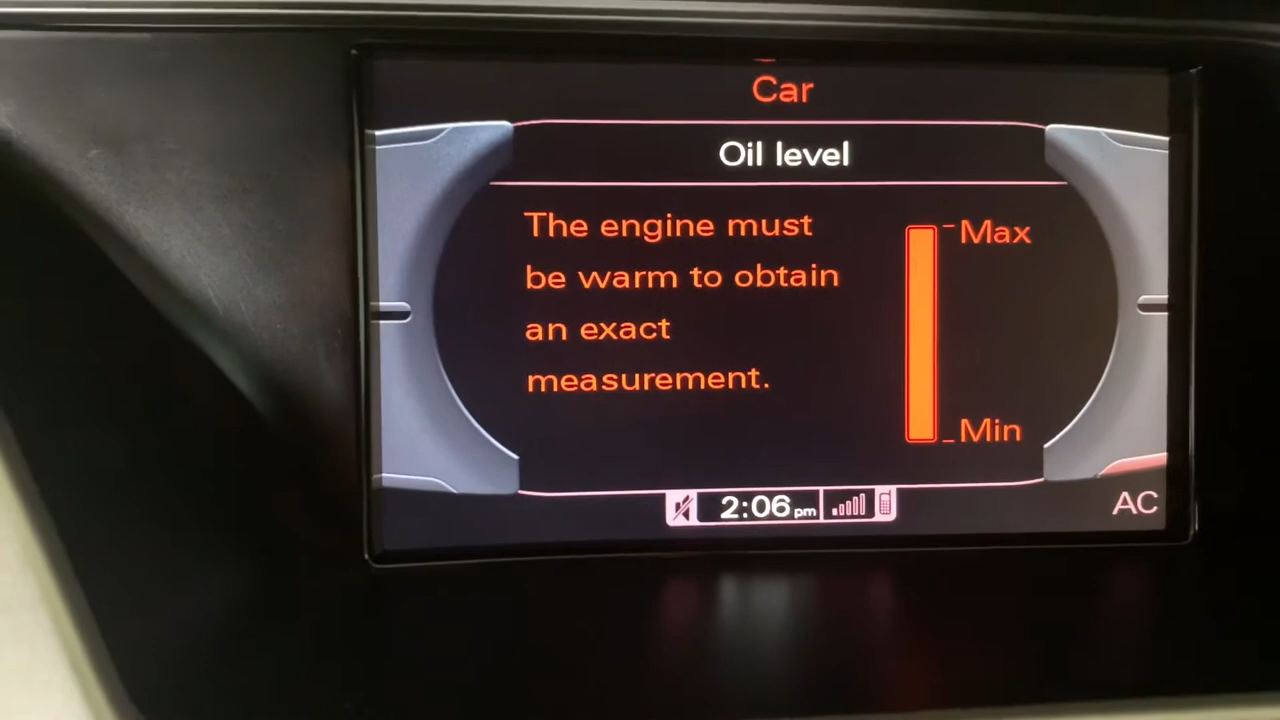 Car
Oil level
The engine must
be warm to obtain
an exact
measurement.
Max
Min
2:06 pm
AC